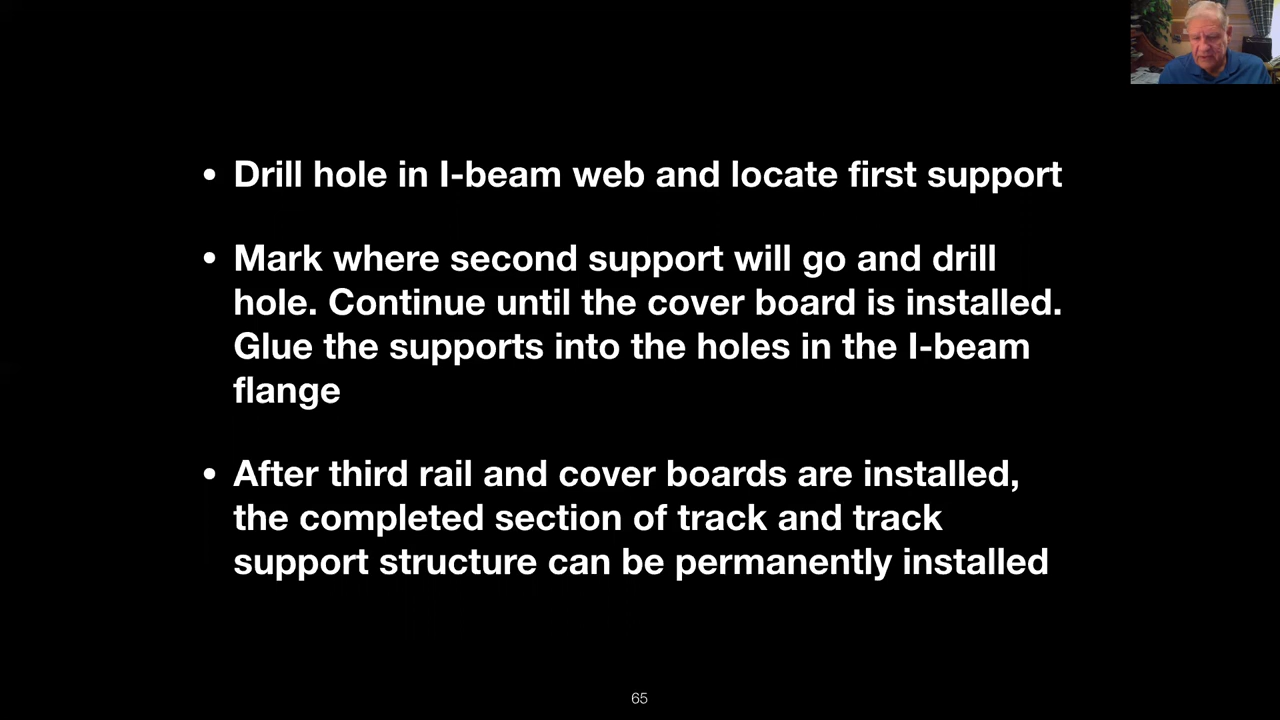 • Drill hole in I-beam web and locate first support
• Mark where second support will go and drill
hole. Continue until the cover board is installed.
Glue the supports into the holes in the I-beam
flange
• After third rail and cover boards are installed,
the completed section of track and track
support structure can be permanently installed
65